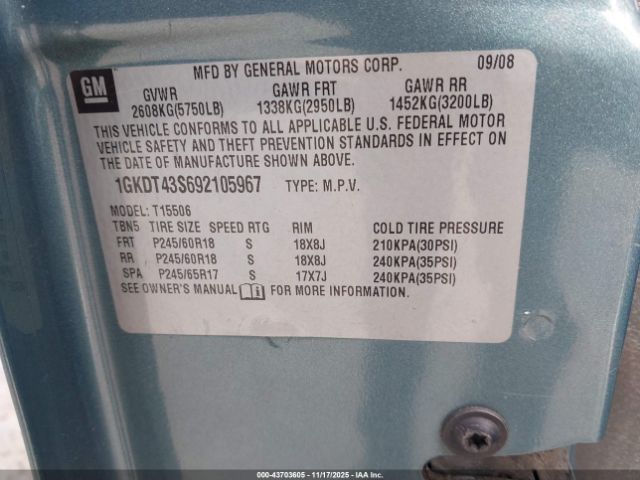 GM
MFD BY GENERAL MOTORS CORP. 09/08
GVWR GAWR FRT GAWR RR
2608KG(5750LB) 1338KG(2950LB) 1452KG(3200LB)
THIS VEHICLE CONFORMS TO ALL APPLICABLE U.S. FEDERAL MOTOR
VEHICLE SAFETY AND THEFT PREVENTION STANDARDS IN EFFECT ON
THE DATE OF MANUFACTURE SHOWN ABOVE.
1GKDT43S692105967 TYPE: M.P.V.
MODEL: T15506
TBN5 TIRE SIZE SPEED RTG RIM COLD TIRE PRESSURE
FRT P245/60R18 S 18X8J 210KPA(30PSI)
RR P245/60R18 S 18X8J 240KPA(35PSI)
SPA P245/65R17 S 17X7J 240KPA(35PSI)
SEE OWNER'S MANUAL FOR MORE INFORMATION.
000-43703605 - 11/17/2025 - IAA Inc.